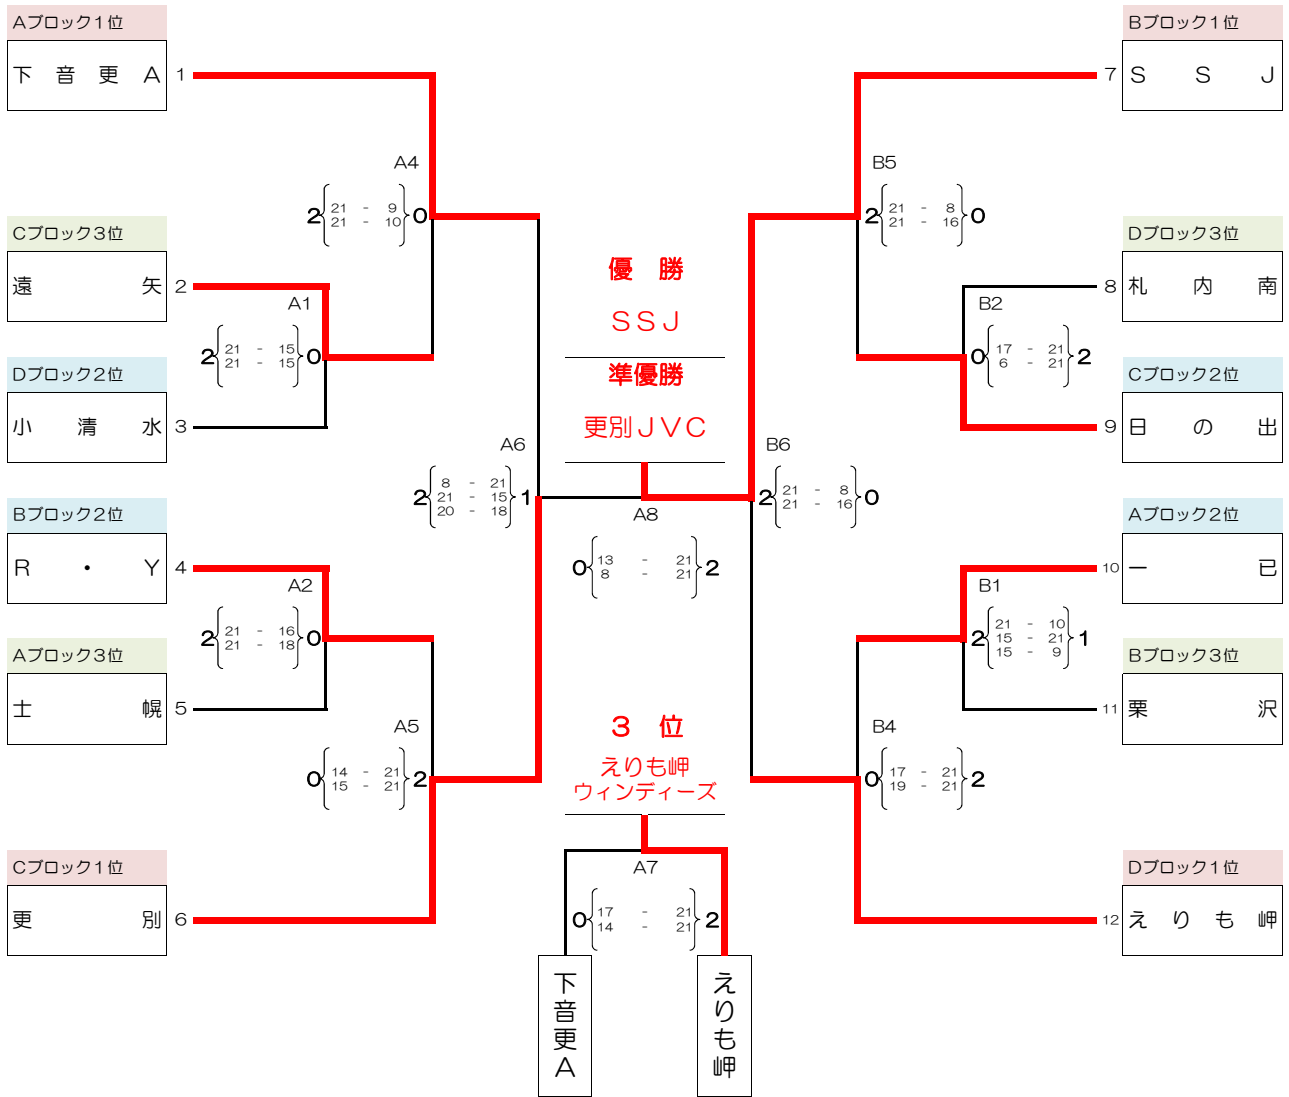 Aブロック1位
下音更A 1
Cブロック3位
遠矢 2
Dブロック2位
小清水 3
Bブロック2位
R・Y 4
Aブロック3位
士幌 5
Cブロック1位
更別 6
A4
2 21 - 9 0
21 - 10
A1
2 21 - 15 0
21 - 15
A6
2 8 - 21 1
21 - 15
20 - 18
A2
2 21 - 16 0
21 - 18
A5
0 14 - 21 2
15 - 21
優勝
SSJ
準優勝
更別JVC
A8
0 13 - 21 2
8 - 21
3位
えりも岬
ウィンディーズ
A7
0 17 - 21 2
14 - 21
下音更A
えりも岬
B5
2 21 - 8 0
21 - 16
B2
0 17 - 21 2
6 - 21
B6
2 21 - 8 0
21 - 16
B1
2 21 - 10 1
15 - 21
15 - 9
B4
0 17 - 21 2
19 - 21
Bブロック1位
7 SSJ
Dブロック3位
8 札内南
Cブロック2位
9 日の出
Aブロック2位
10 一已
Bブロック3位
11 栗沢
Dブロック1位
12 えりも岬